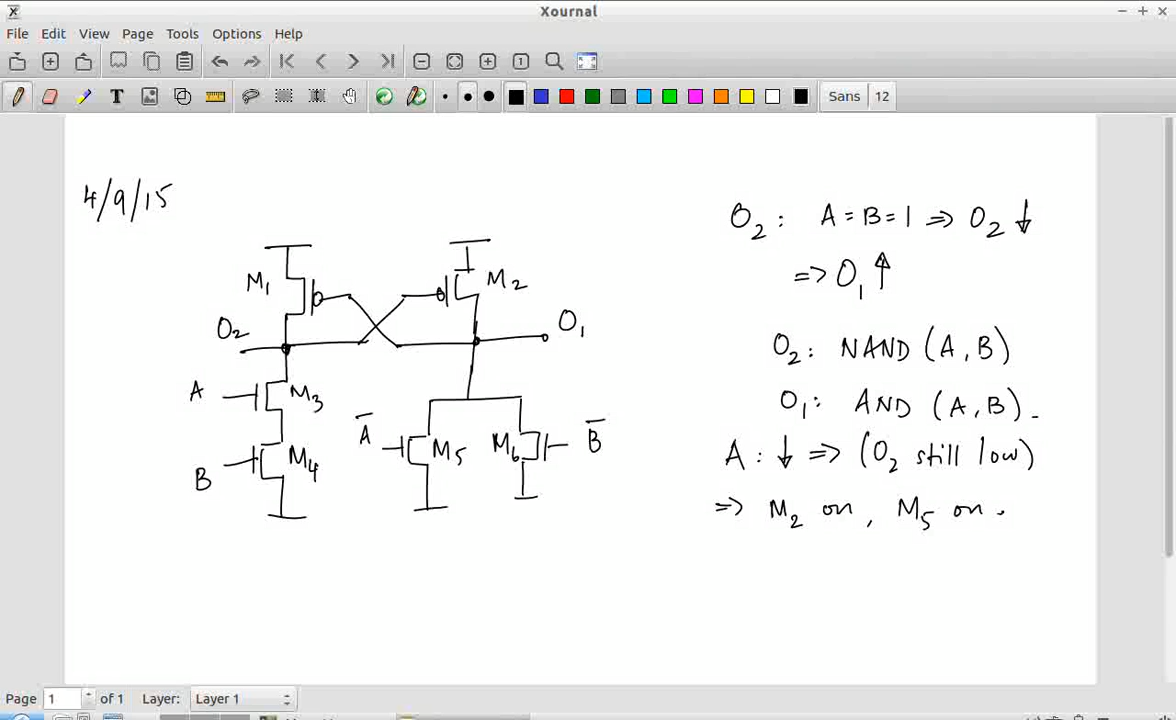 Xournal
File Edit View Page Tools Options Help
Sans 12
4/9/15
O₂ : A = B = 1 ⇒ O₂ ↓
⇒ O₁ ↑
M₁
M₂
O₂
O₁
O₂ : NAND (A, B)
A
M₃
O₁ : AND (A, B).
A̅
M₅
M₆
B̅
B
M₄
A : ↓ ⇒ (O₂ still low)
⇒ M₂ on, M₅ on.
Page 1 of 1 Layer: Layer 1